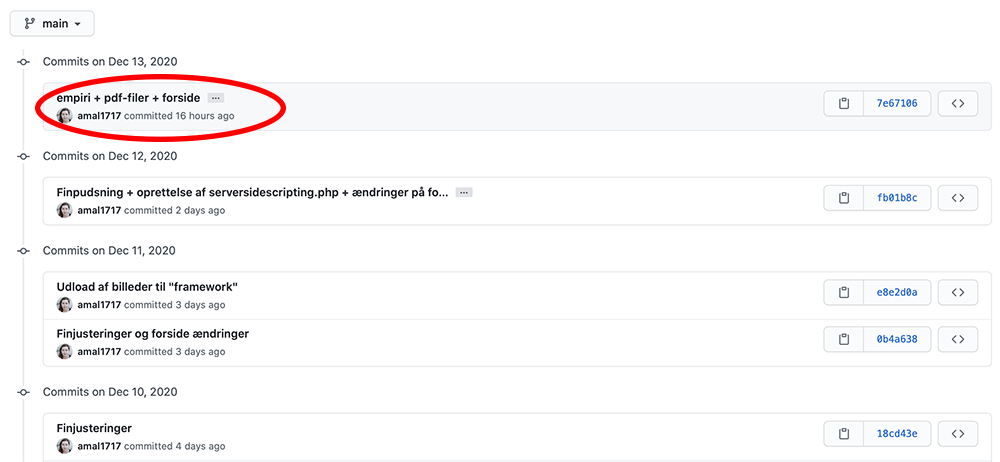 main
Commits on Dec 13, 2020
empiri + pdf-filer + forside ...
amal1717 committed 16 hours ago
7e67106
Commits on Dec 12, 2020
Finpudsning + oprettelse af serversidescripting.php + ændringer på fo... ...
amal1717 committed 2 days ago
fb01b8c
Commits on Dec 11, 2020
Udload af billeder til "framework"
amal1717 committed 3 days ago
e8e2d0a
Finjusteringer og forside ændringer
amal1717 committed 3 days ago
0b4a638
Commits on Dec 10, 2020
Finjusteringer
amal1717 committed 4 days ago
18cd43e